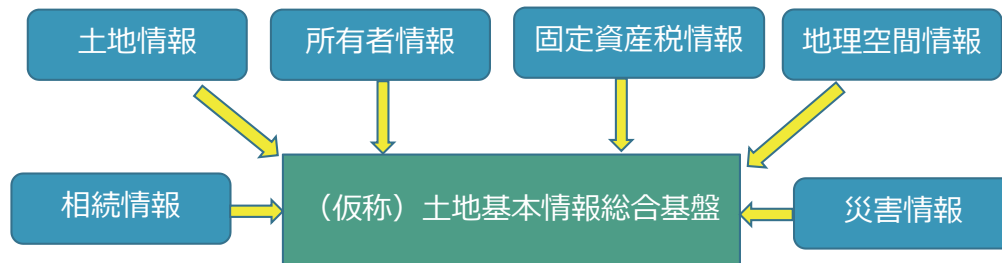 土地情報
所有者情報
固定資産税情報
地理空間情報
相続情報
（仮称）土地基本情報総合基盤
災害情報